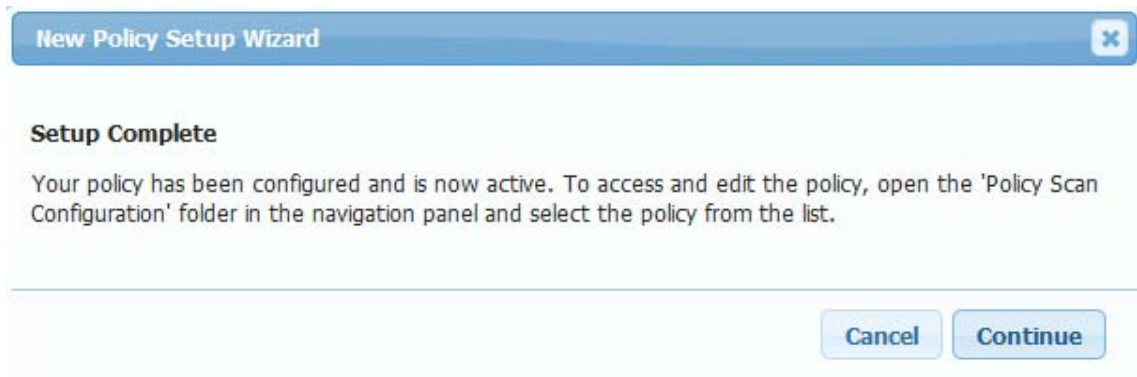 New Policy Setup Wizard
Setup Complete
Your policy has been configured and is now active. To access and edit the policy, open the 'Policy Scan
Configuration' folder in the navigation panel and select the policy from the list.
Cancel
Continue